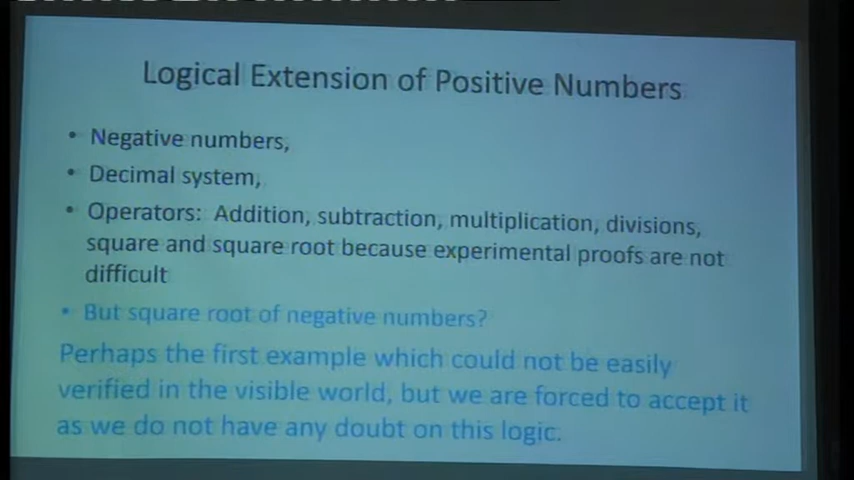 Logical Extension of Positive Numbers
• Negative numbers,
• Decimal system,
• Operators: Addition, subtraction, multiplication, divisions,
square and square root because experimental proofs are not
difficult
• But square root of negative numbers?
Perhaps the first example which could not be easily
verified in the visible world, but we are forced to accept it
as we do not have any doubt on this logic.